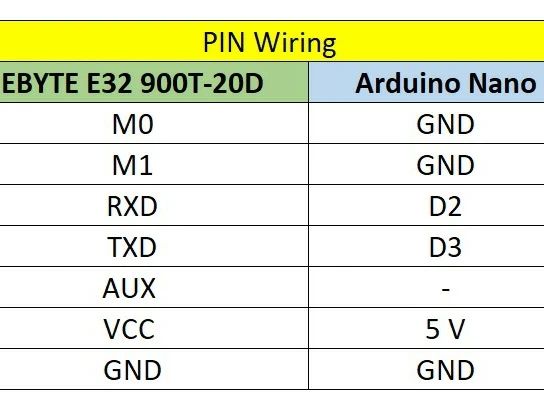 PIN Wiring
EBYTE E32 900T-20D Arduino Nano
M0 GND
M1 GND
RXD D2
TXD D3
AUX -
VCC 5 V
GND GND